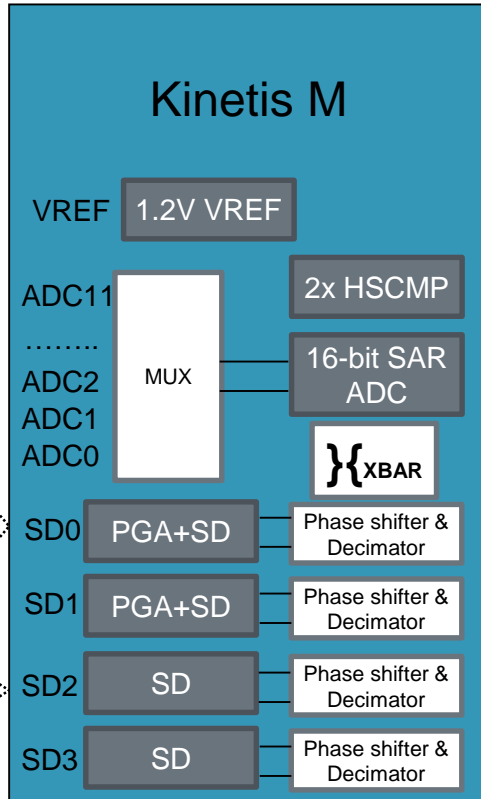 Kinetis M
VREF
1.2V VREF
ADC11
........
ADC2
ADC1
ADC0
MUX
2x HSCMP
16-bit SAR
ADC
}{XBAR
SD0
PGA+SD
Phase shifter &
Decimator
SD1
PGA+SD
Phase shifter &
Decimator
SD2
SD
Phase shifter &
Decimator
SD3
SD
Phase shifter &
Decimator